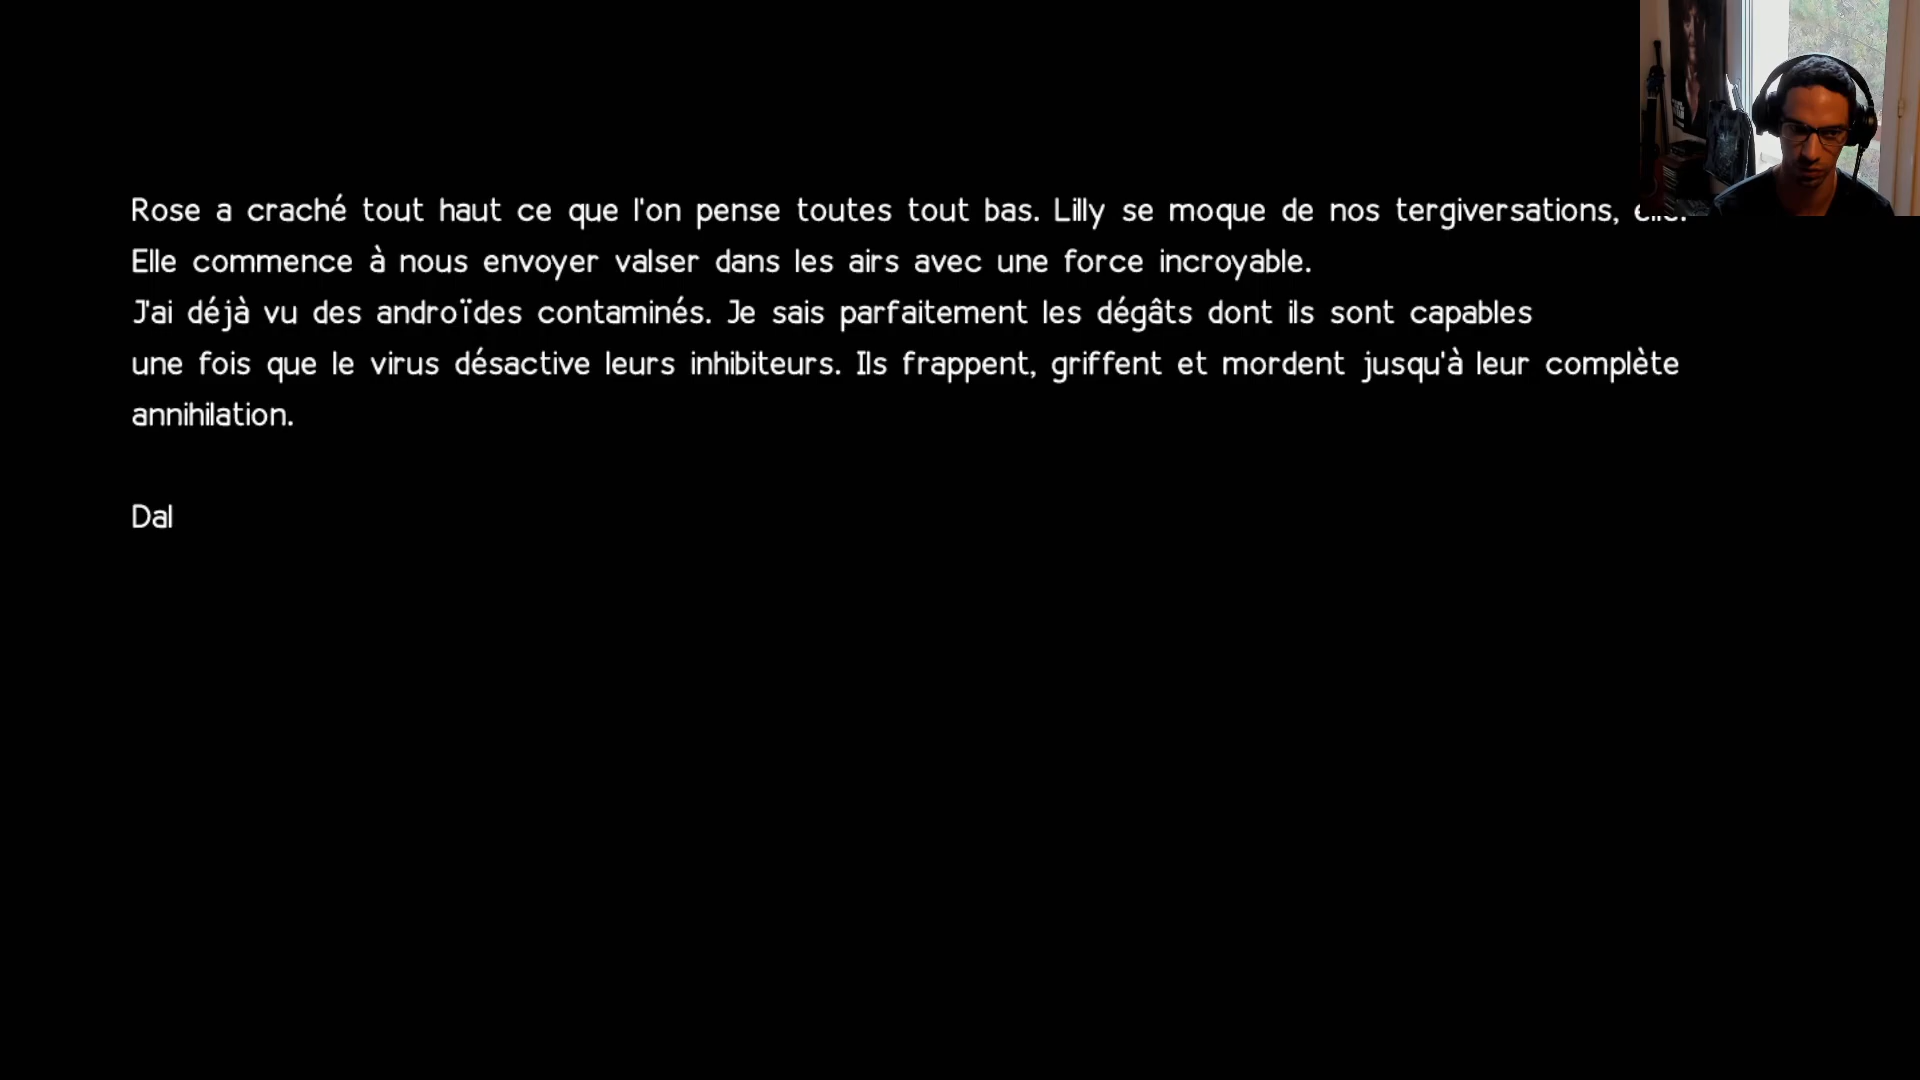 Rose a craché tout haut ce que l'on pense toutes tout bas. Lilly se moque de nos tergiversations, elle.
Elle commence à nous envoyer valser dans les airs avec une force incroyable.
J'ai déjà vu des androïdes contaminés. Je sais parfaitement les dégâts dont ils sont capables
une fois que le virus désactive leurs inhibiteurs. Ils frappent, griffent et mordent jusqu'à leur complète
annihilation.
Dal